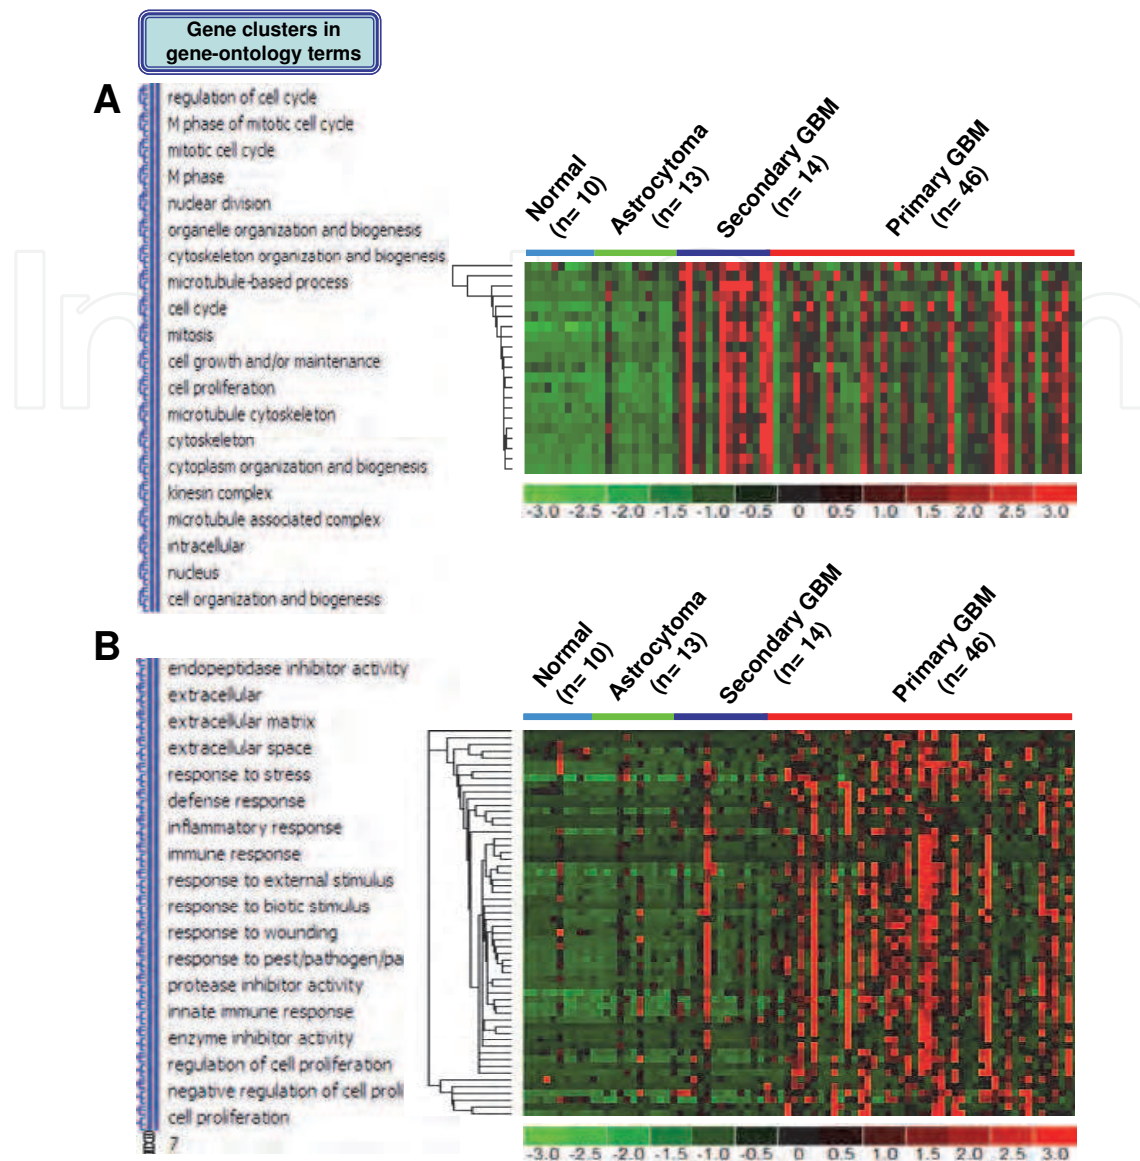 Gene clusters in
gene-ontology terms
A
regulation of cell cycle
M phase of mitotic cell cycle
mitotic cell cycle
M phase
nuclear division
organelle organization and biogenesis
cytoskeleton organization and biogenesis
microtubule-based process
cell cycle
mitosis
cell growth and/or maintenance
cell proliferation
microtubule cytoskeleton
cytoskeleton
cytoplasm organization and biogenesis
kinesin complex
microtubule associated complex
intracellular
nucleus
cell organization and biogenesis
Normal
(n= 10)
Astrocytoma
(n= 13)
Secondary GBM
(n= 14)
Primary GBM
(n= 46)
-3.0 -2.5 -2.0 -1.5 -1.0 -0.5 0 0.5 1.0 1.5 2.0 2.5 3.0
B
endopeptidase inhibitor activity
extracellular
extracellular matrix
extracellular space
response to stress
defense response
inflammatory response
immune response
response to external stimulus
response to biotic stimulus
response to wounding
response to pest/pathogen/pa
protease inhibitor activity
innate immune response
enzyme inhibitor activity
regulation of cell proliferation
negative regulation of cell proli
cell proliferation
7
Normal
(n= 10)
Astrocytoma
(n= 13)
Secondary GBM
(n= 14)
Primary GBM
(n= 46)
-3.0 -2.5 -2.0 -1.5 -1.0 -0.5 0 0.5 1.0 1.5 2.0 2.5 3.0